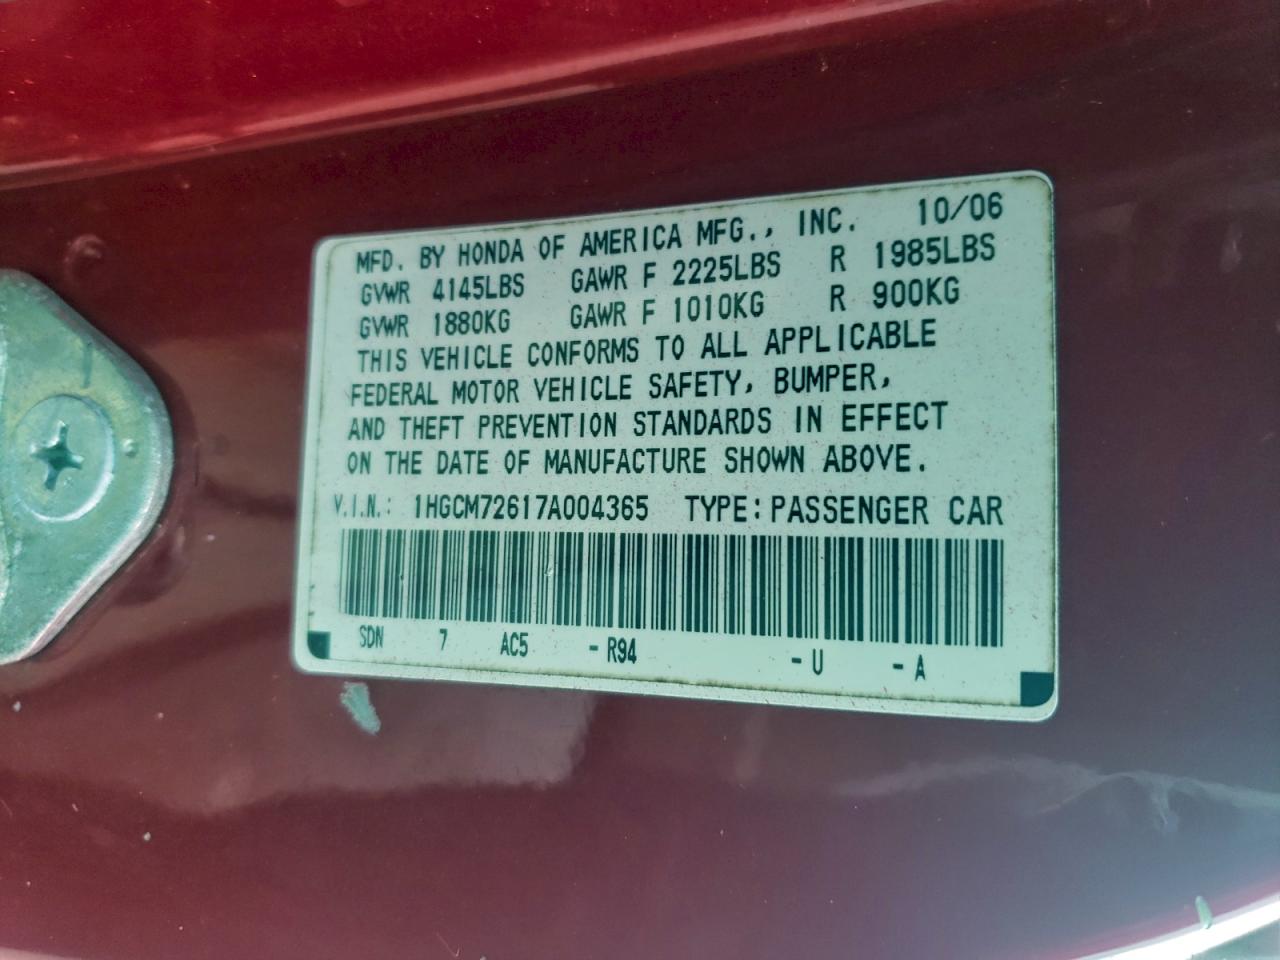 MFD. BY HONDA OF AMERICA MFG., INC. 10/06
GVWR 4145LBS GAWR F 2225LBS R 1985LBS
GVWR 1880KG GAWR F 1010KG R 900KG
THIS VEHICLE CONFORMS TO ALL APPLICABLE
FEDERAL MOTOR VEHICLE SAFETY, BUMPER,
AND THEFT PREVENTION STANDARDS IN EFFECT
ON THE DATE OF MANUFACTURE SHOWN ABOVE.
V.I.N.: 1HGCM72617A004365 TYPE: PASSENGER CAR
SDN 7 AC5 - R94 - U - A